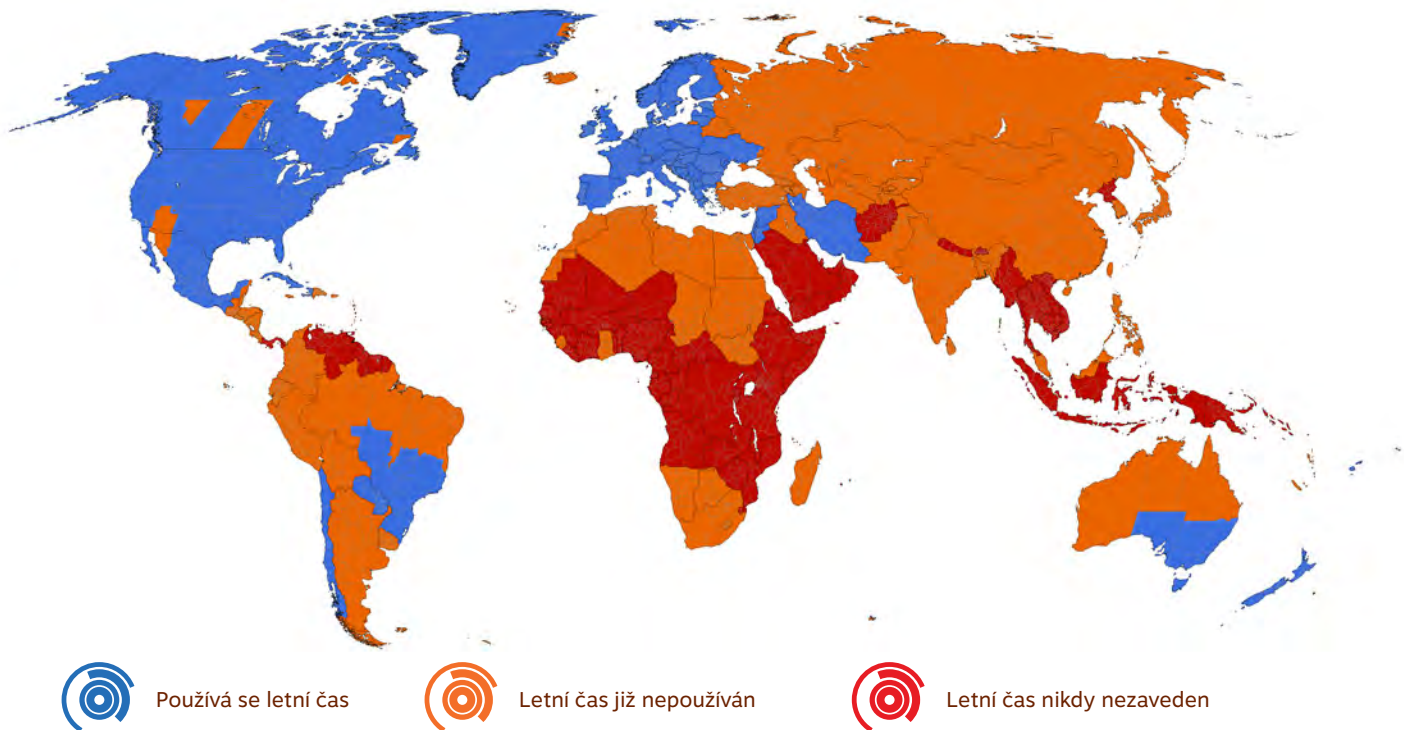 Používá se letní čas
Letní čas již nepoužíván
Letní čas nikdy nezaveden